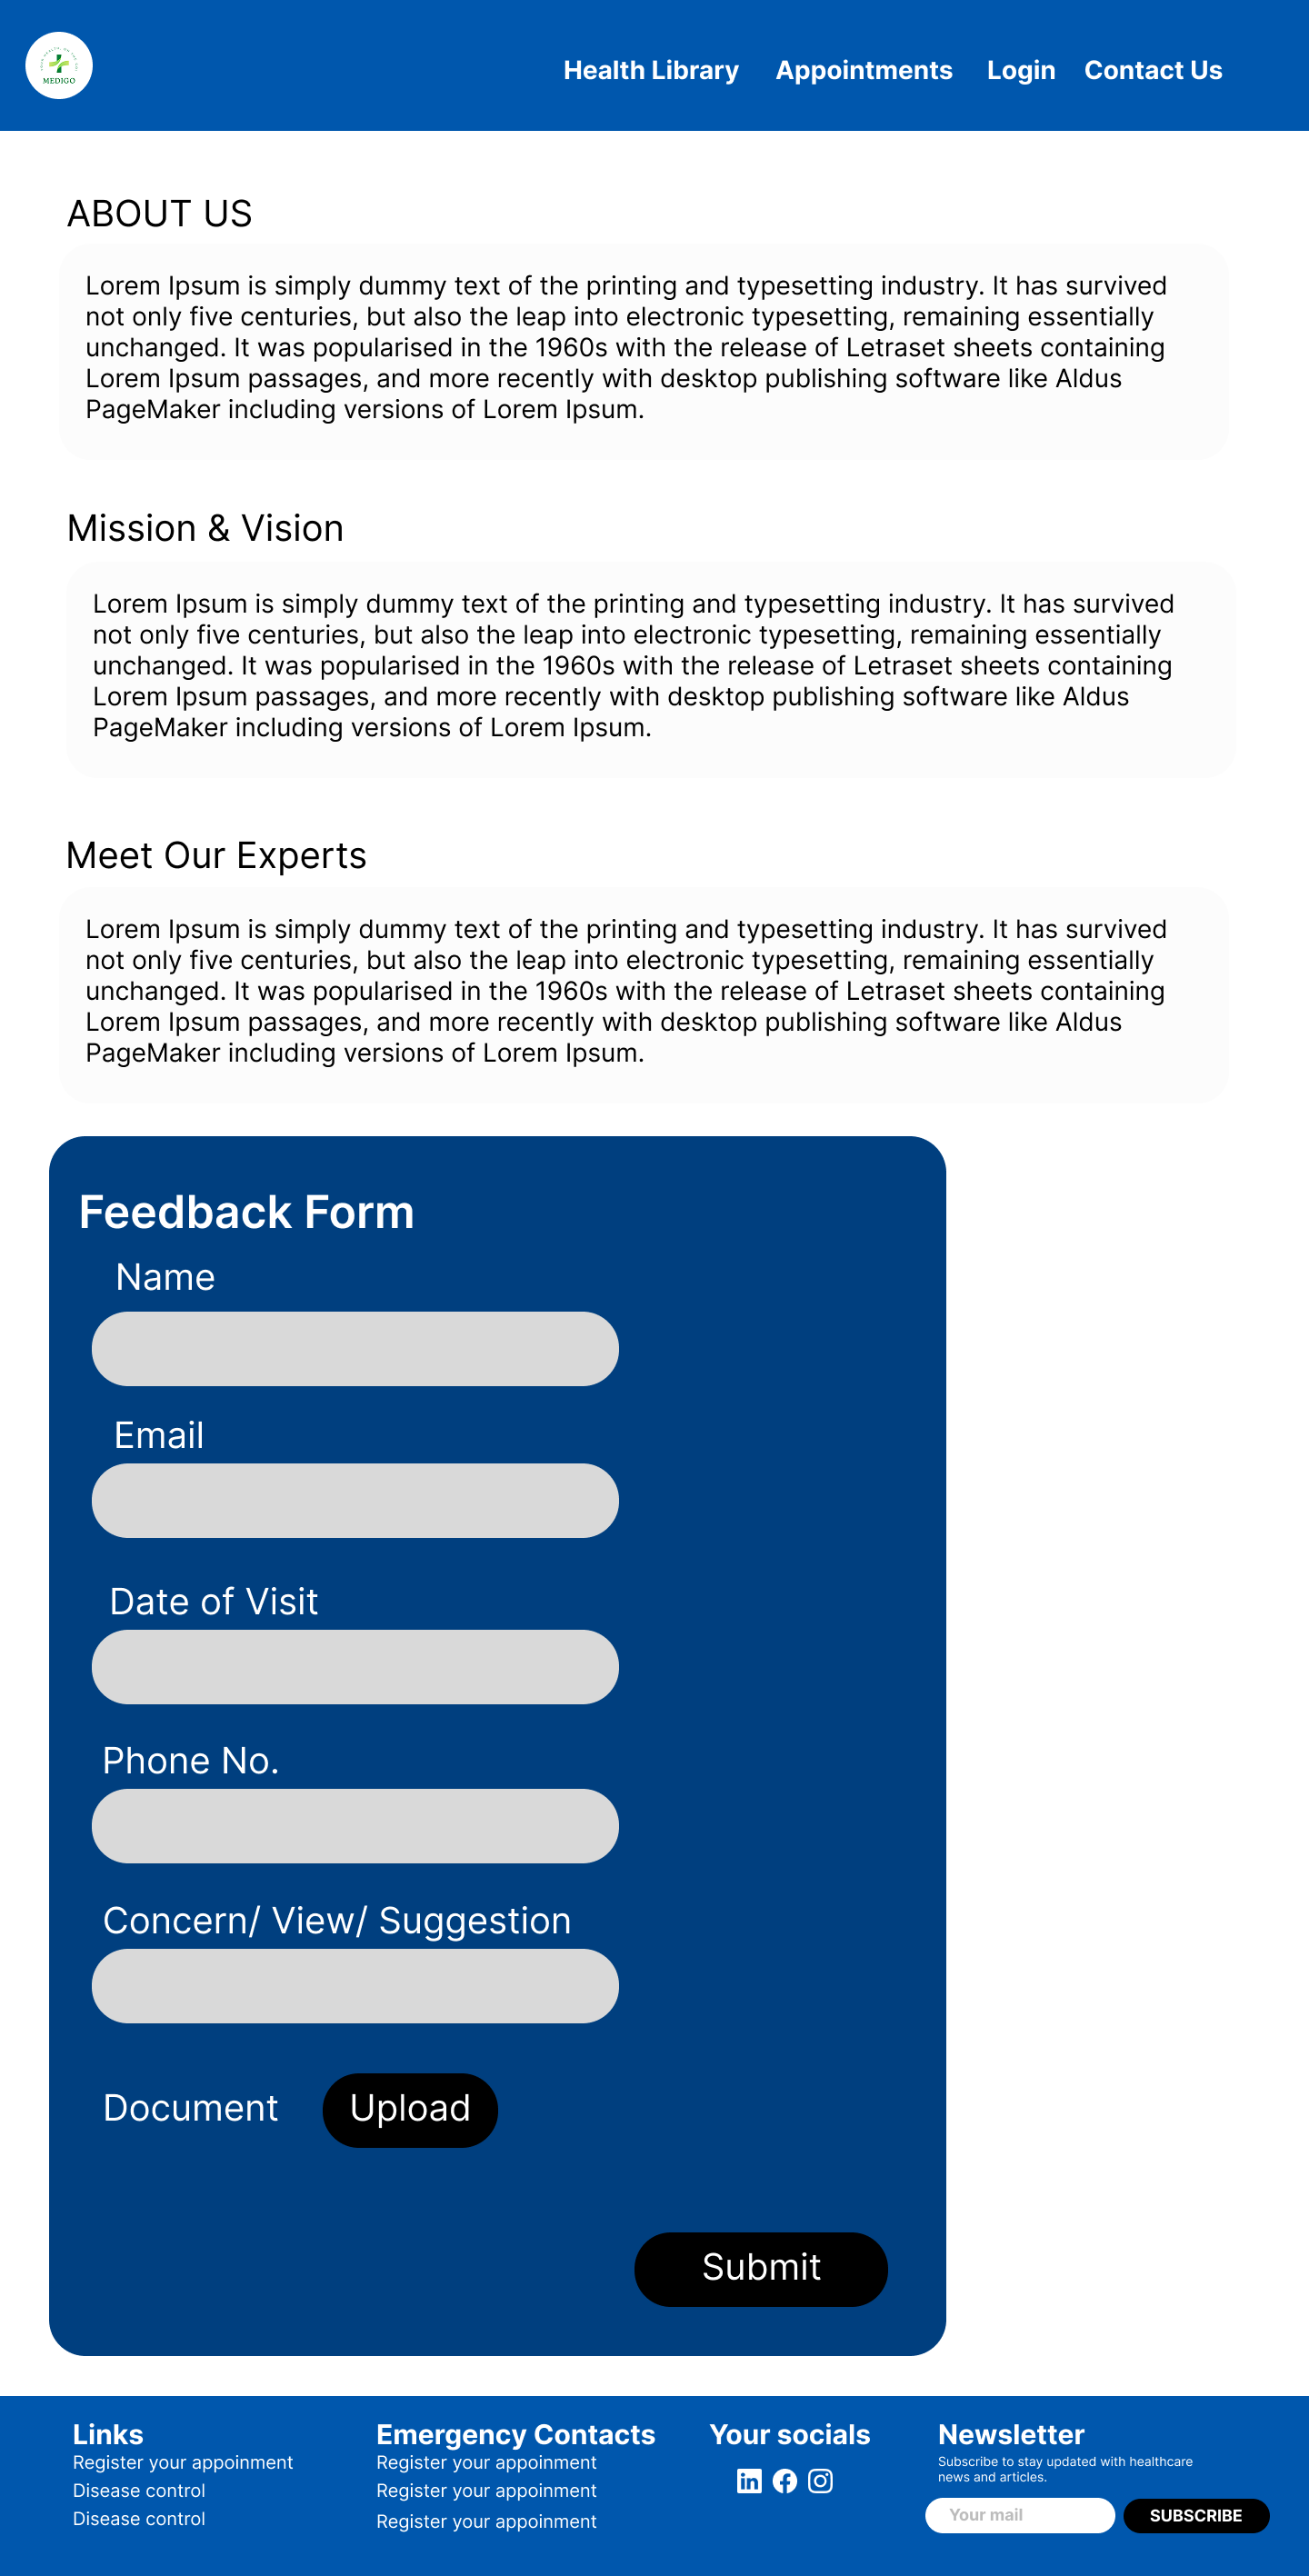 MEDIGO
Health Library
Appointments
Login
Contact Us
ABOUT US
Lorem Ipsum is simply dummy text of the printing and typesetting industry. It has survived
not only five centuries, but also the leap into electronic typesetting, remaining essentially
unchanged. It was popularised in the 1960s with the release of Letraset sheets containing
Lorem Ipsum passages, and more recently with desktop publishing software like Aldus
PageMaker including versions of Lorem Ipsum.
Mission & Vision
Lorem Ipsum is simply dummy text of the printing and typesetting industry. It has survived
not only five centuries, but also the leap into electronic typesetting, remaining essentially
unchanged. It was popularised in the 1960s with the release of Letraset sheets containing
Lorem Ipsum passages, and more recently with desktop publishing software like Aldus
PageMaker including versions of Lorem Ipsum.
Meet Our Experts
Lorem Ipsum is simply dummy text of the printing and typesetting industry. It has survived
not only five centuries, but also the leap into electronic typesetting, remaining essentially
unchanged. It was popularised in the 1960s with the release of Letraset sheets containing
Lorem Ipsum passages, and more recently with desktop publishing software like Aldus
PageMaker including versions of Lorem Ipsum.
Feedback Form
Name
Email
Date of Visit
Phone No.
Concern/ View/ Suggestion
Document
Upload
Submit
Links
Register your appoinment
Disease control
Disease control
Emergency Contacts
Register your appoinment
Register your appoinment
Register your appoinment
Your socials
Newsletter
Subscribe to stay updated with healthcare
news and articles.
Your mail
SUBSCRIBE